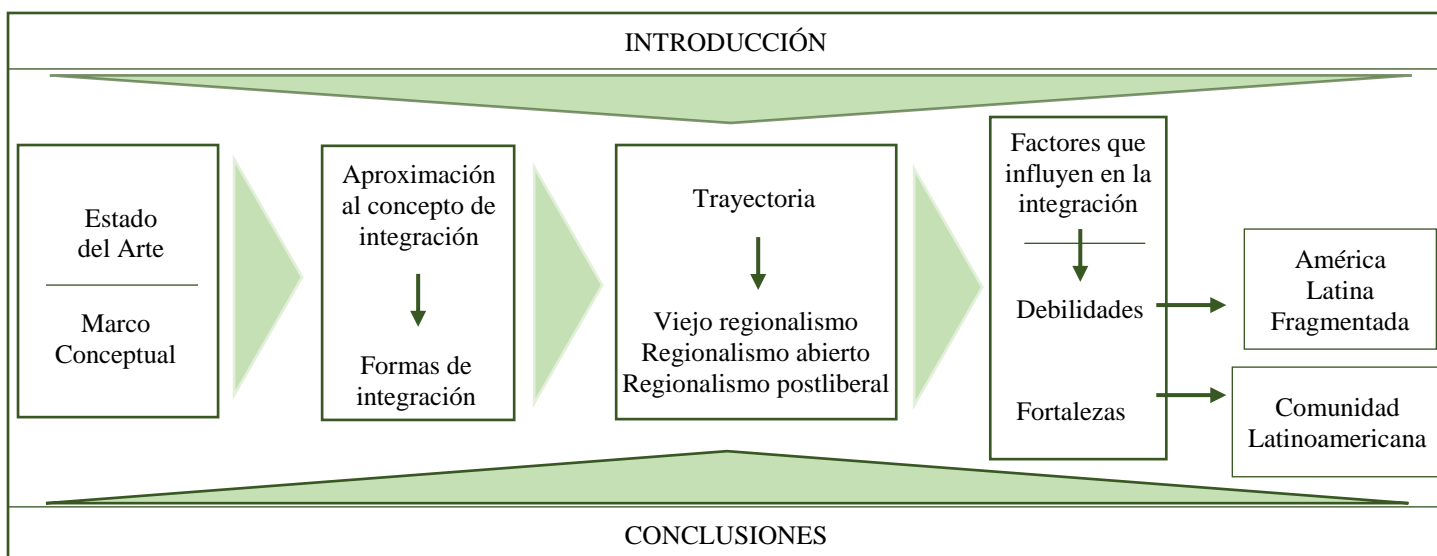 INTRODUCCIÓN
Estado
del Arte
Marco
Conceptual
Aproximación
al concepto de
integración
Formas de
integración
Trayectoria
Viejo regionalismo
Regionalismo abierto
Regionalismo postliberal
Factores que
influyen en la
integración
Debilidades
Fortalezas
América
Latina
Fragmentada
Comunidad
Latinoamericana
CONCLUSIONES